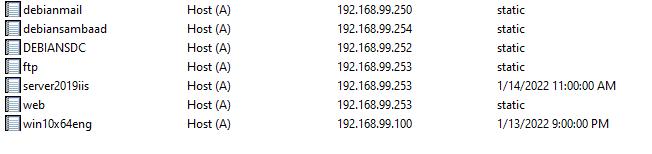 debianmail Host (A) 192.168.99.250 static
debiansambaad Host (A) 192.168.99.254 static
DEBIANSDC Host (A) 192.168.99.252 static
ftp Host (A) 192.168.99.253 static
server2019iis Host (A) 192.168.99.253 1/14/2022 11:00:00 AM
web Host (A) 192.168.99.253 static
win10x64eng Host (A) 192.168.99.100 1/13/2022 9:00:00 PM